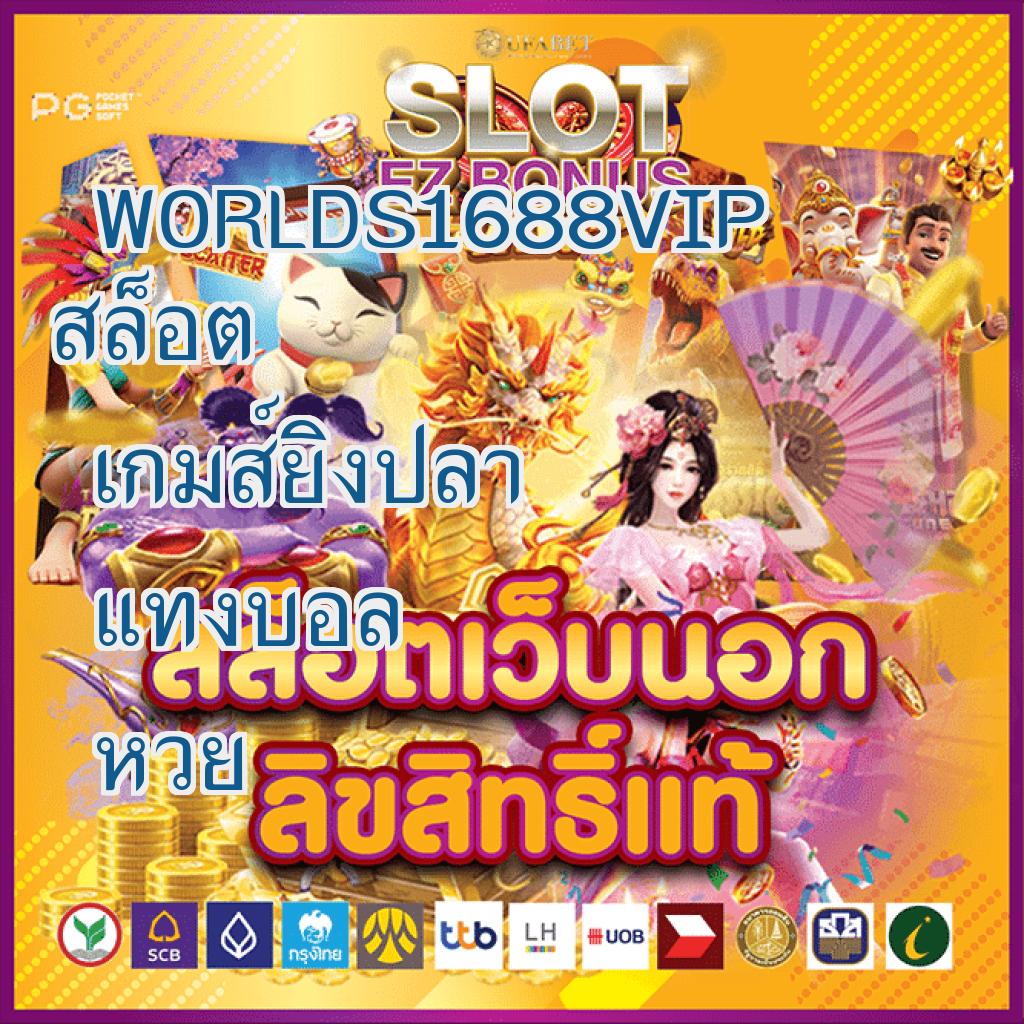 UFABET
PG POCKET GAMES SOFT
SLOT
EZ BONUS
WORLDS1688VIP
สล็อต
เกมส์ยิงปลา
แทงบอล
สล็อตเว็บนอก
หวย
ลิขสิทธิ์แท้
SCB
กรุงไทย
ttb
LH
UOB